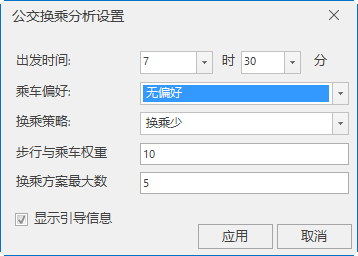 公交换乘分析设置
出发时间: 7 时 30 分
乘车偏好: 无偏好
换乘策略: 换乘少
步行与乘车权重 10
换乘方案最大数 5
显示引导信息
应用 取消